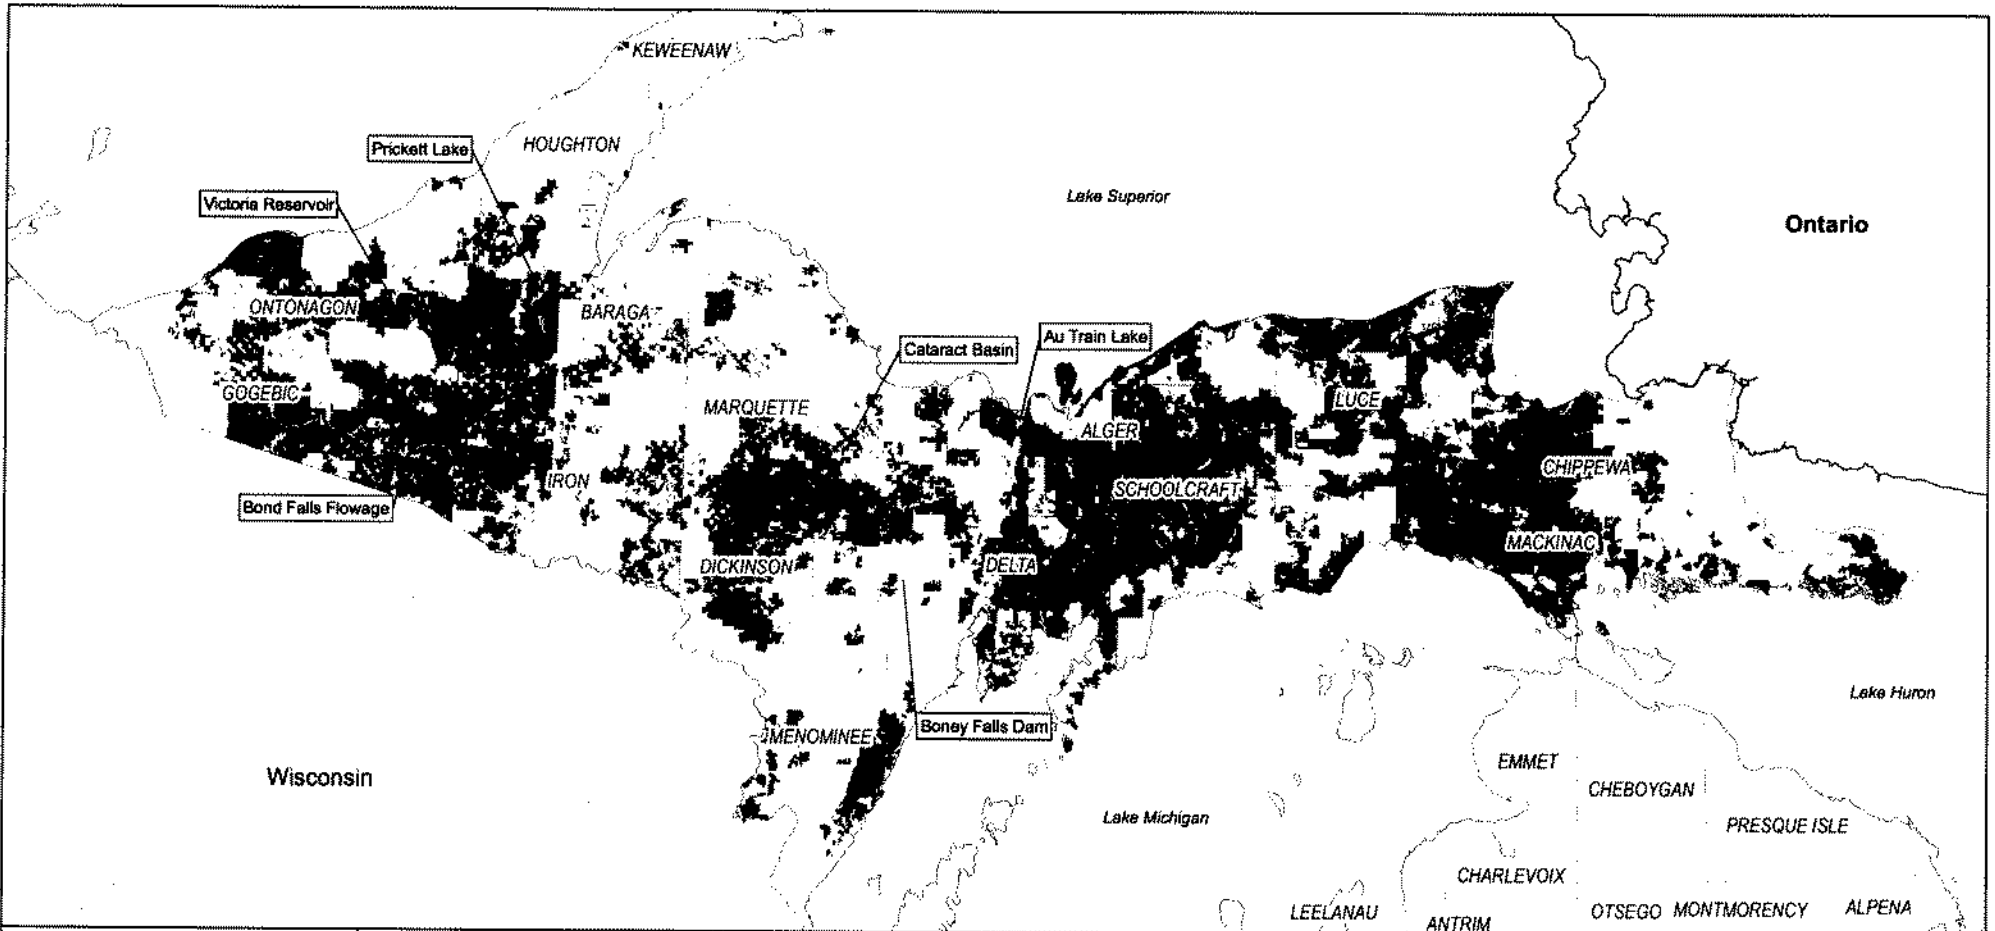 KEWEENAW
HOUGHTON
Prickett Lake
Victoria Reservoir
Lake Superior
Ontario
ONTONAGON
BARAGA
Au Train Lake
Cataract Basin
GOGEBIC
MARQUETTE
LUCE
ALGER
CHIPPEWA
IRON
SCHOOLCRAFT
Bond Falls Flowage
MACKINAC
DICKINSON
DELTA
Lake Huron
Boney Falls Dam
MENOMINEE
EMMET
Wisconsin
CHEBOYGAN
Lake Michigan
PRESQUE ISLE
CHARLEVOIX
LEELANAU
ANTRIM
OTSEGO
MONTMORENCY
ALPENA